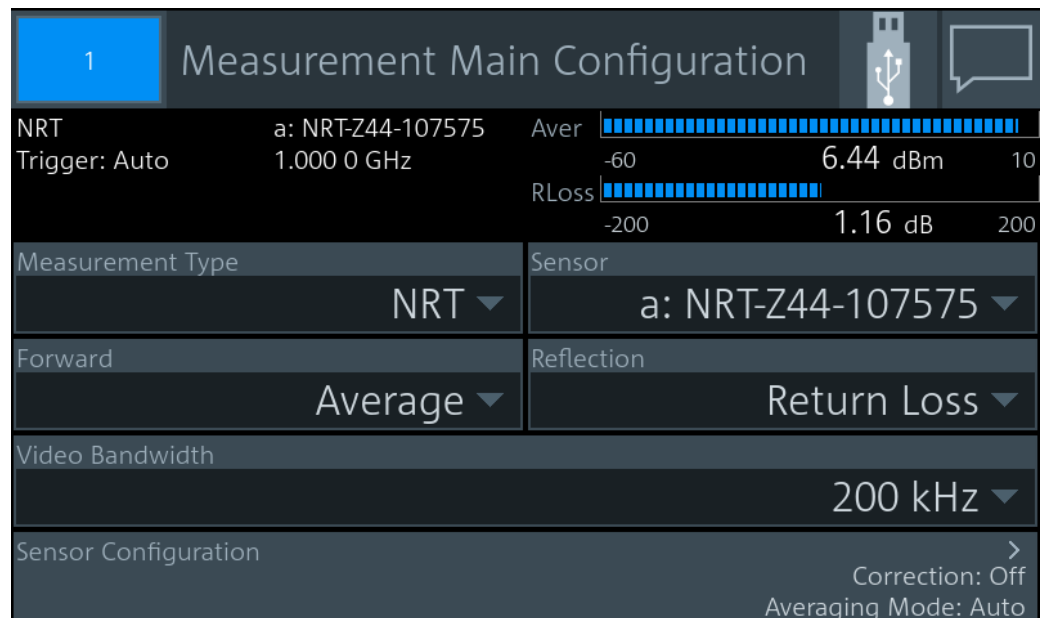 1
Measurement Main Configuration
NRT a: NRT-Z44-107575 Aver
Trigger: Auto 1.000 0 GHz -60 6.44 dBm 10
RLoss
-200 1.16 dB 200
Measurement Type Sensor
NRT a: NRT-Z44-107575
Forward Reflection
Average Return Loss
Video Bandwidth
200 kHz
Sensor Configuration >
Correction: Off
Averaging Mode: Auto